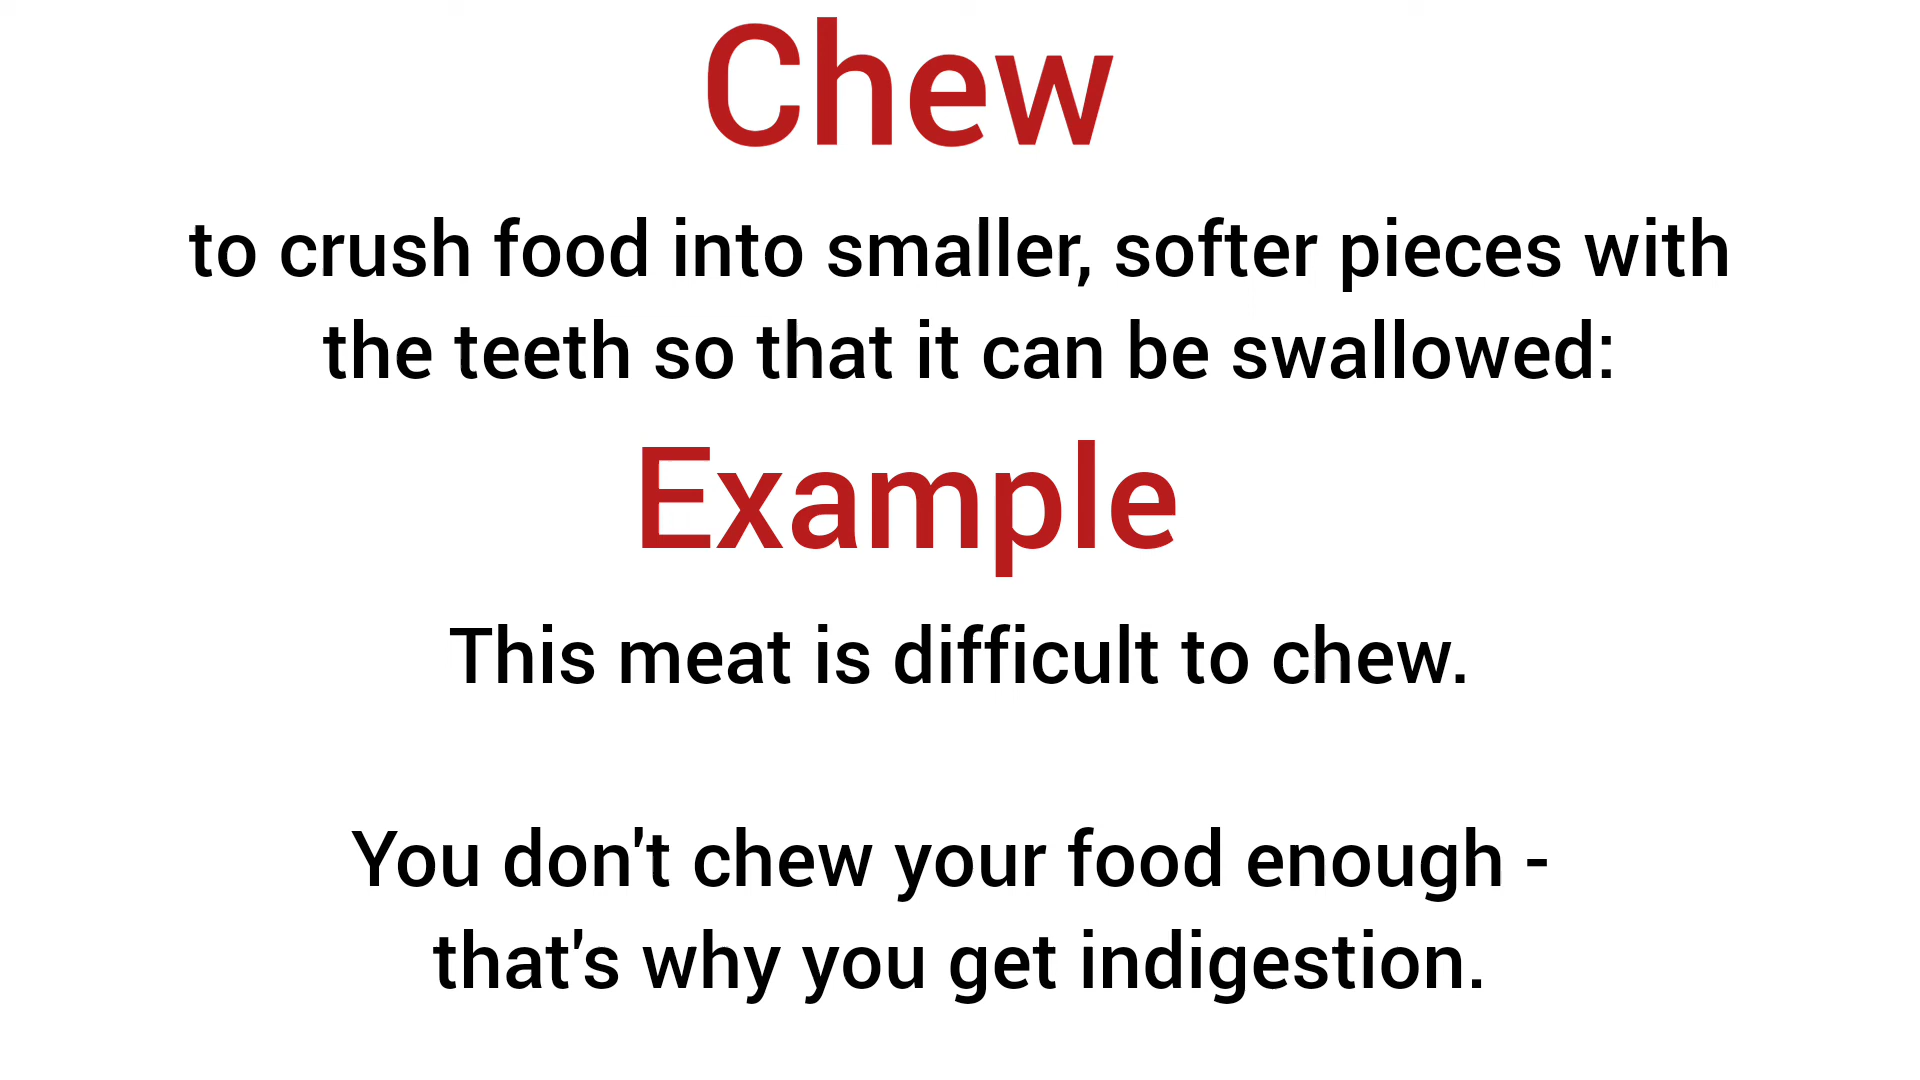 Chew
to crush food into smaller, softer pieces with
the teeth so that it can be swallowed:
Example
This meat is difficult to chew.
You don't chew your food enough -
that's why you get indigestion.